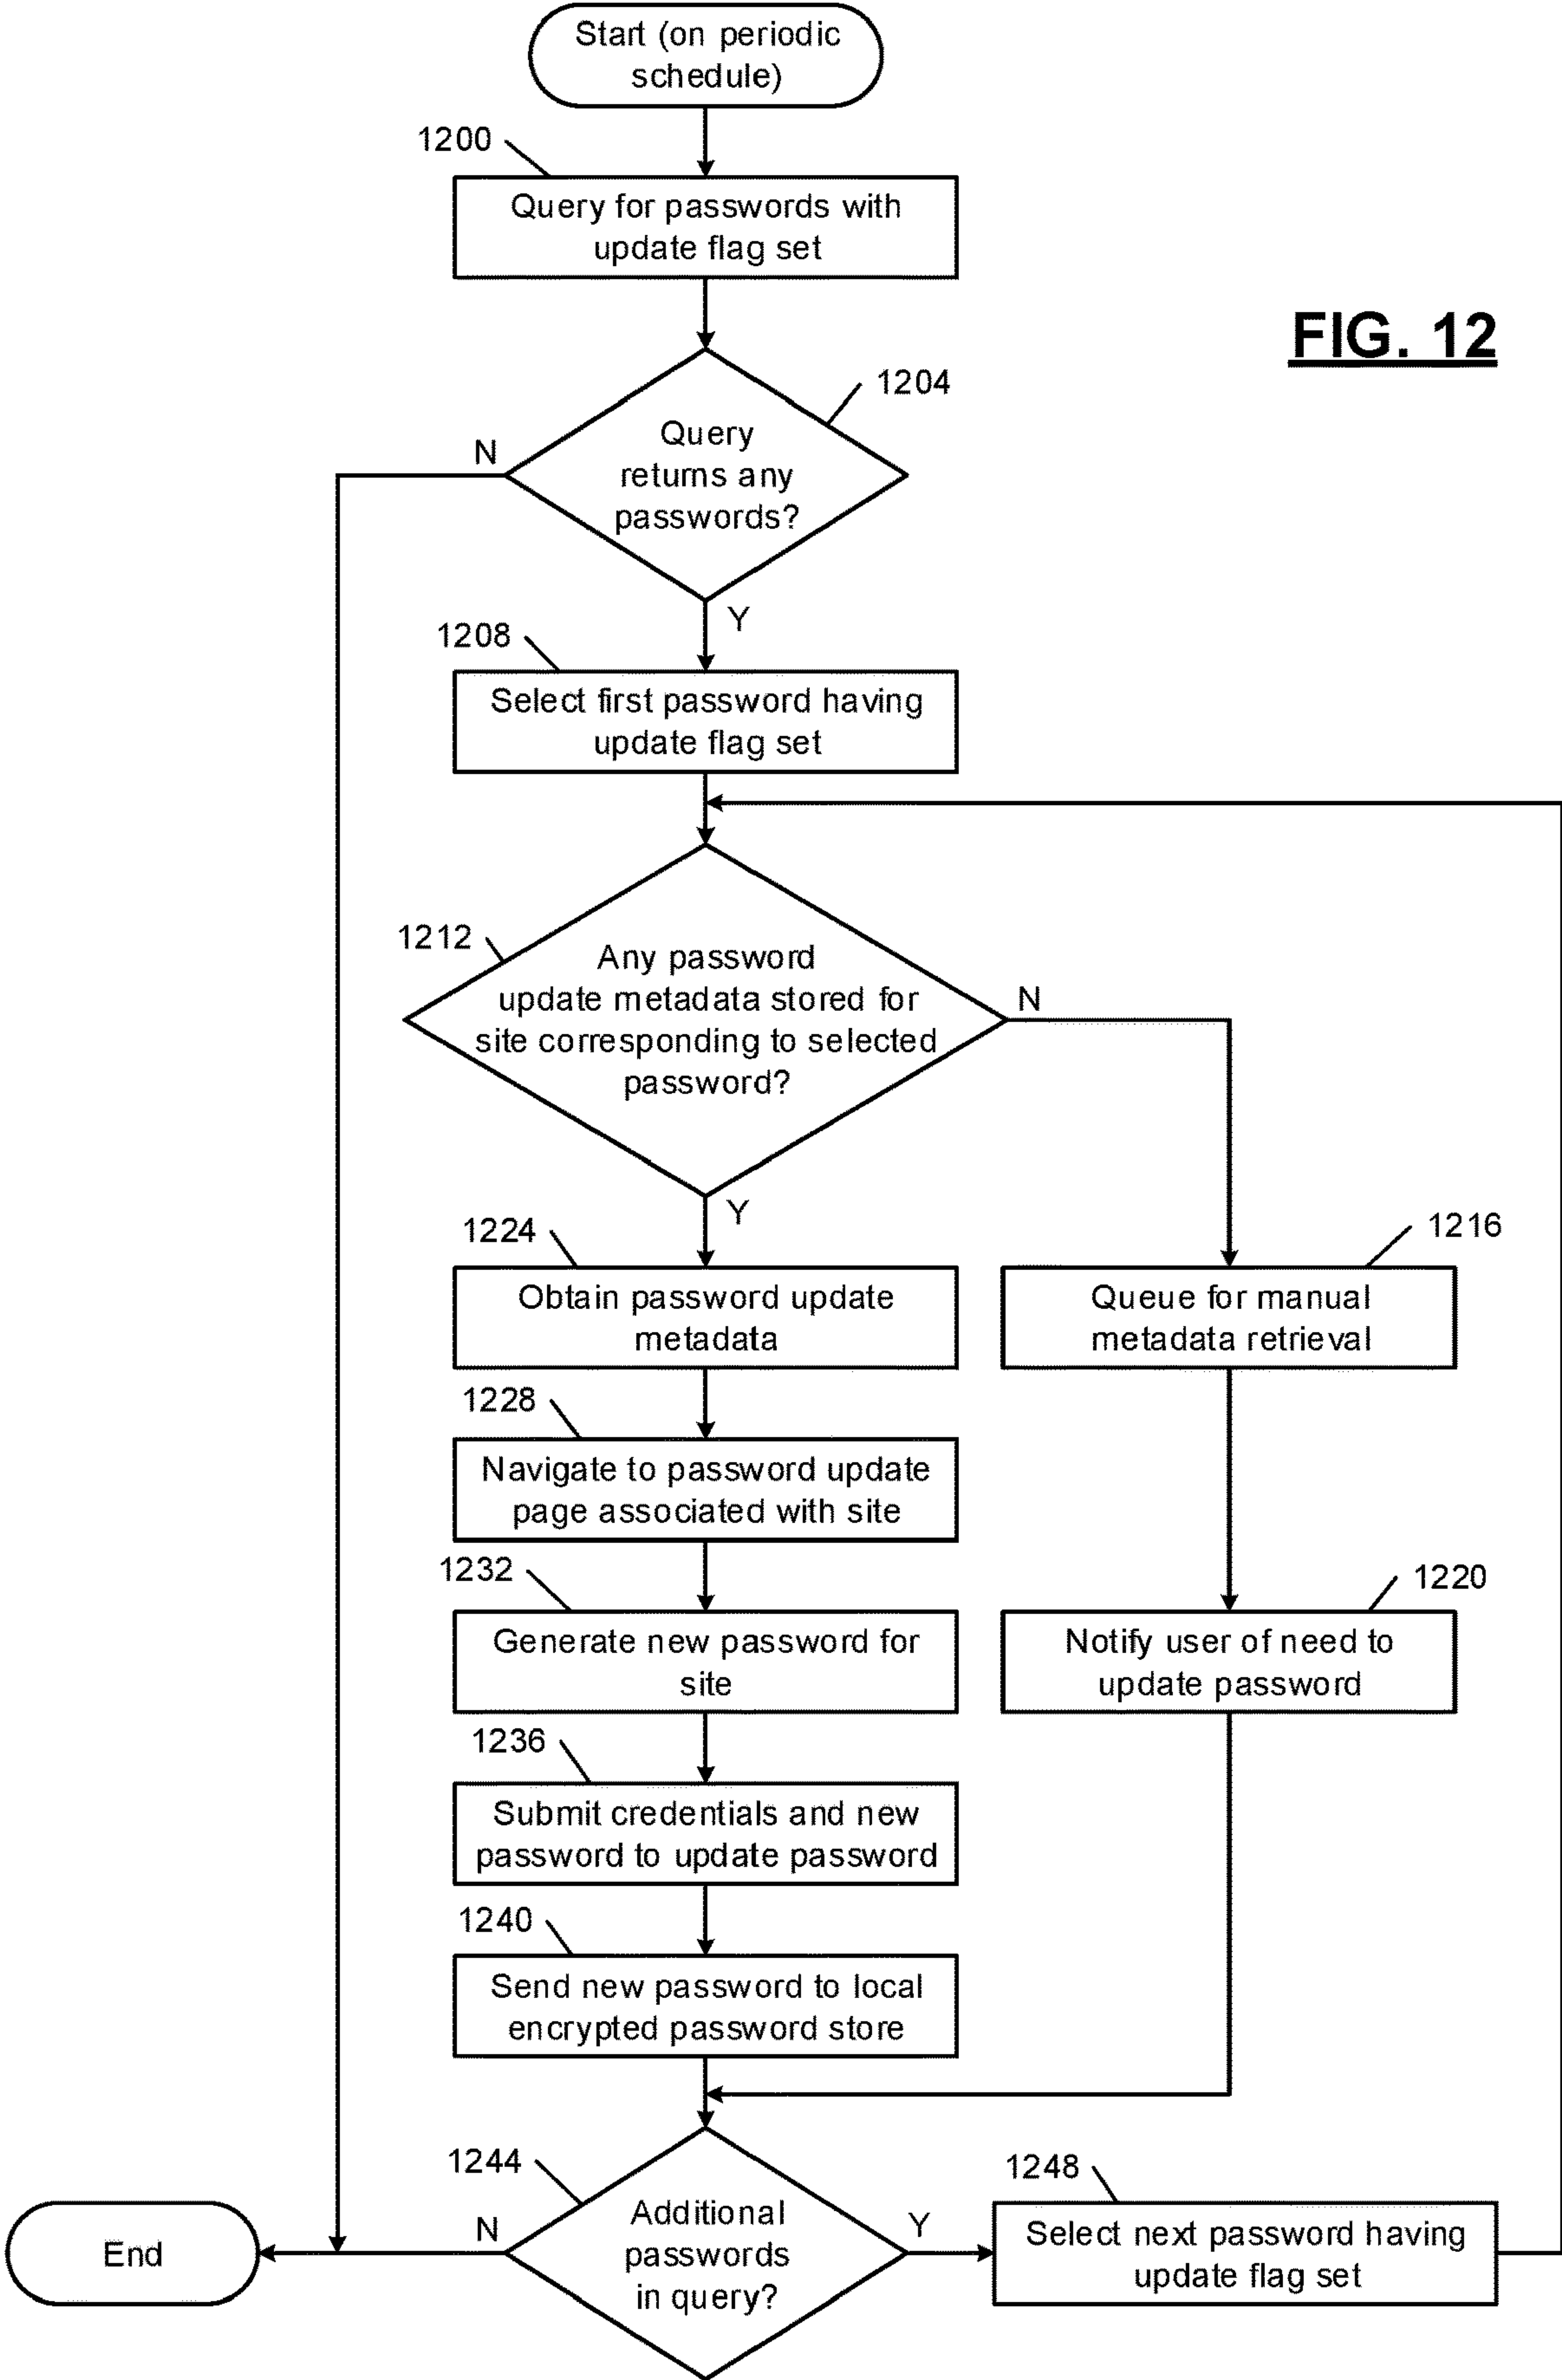 Start (on periodic
schedule)
1200
Query for passwords with
update flag set
FIG. 12
1204
Query
returns any
passwords?
N
Y
1208
Select first password having
update flag set
1212
Any password
update metadata stored for
site corresponding to selected
password?
N
Y
1224
Obtain password update
metadata
1216
Queue for manual
metadata retrieval
1228
Navigate to password update
page associated with site
1232
Generate new password for
site
1220
Notify user of need to
update password
1236
Submit credentials and new
password to update password
1240
Send new password to local
encrypted password store
1244
Additional
passwords
in query?
N
Y
1248
Select next password having
update flag set
End